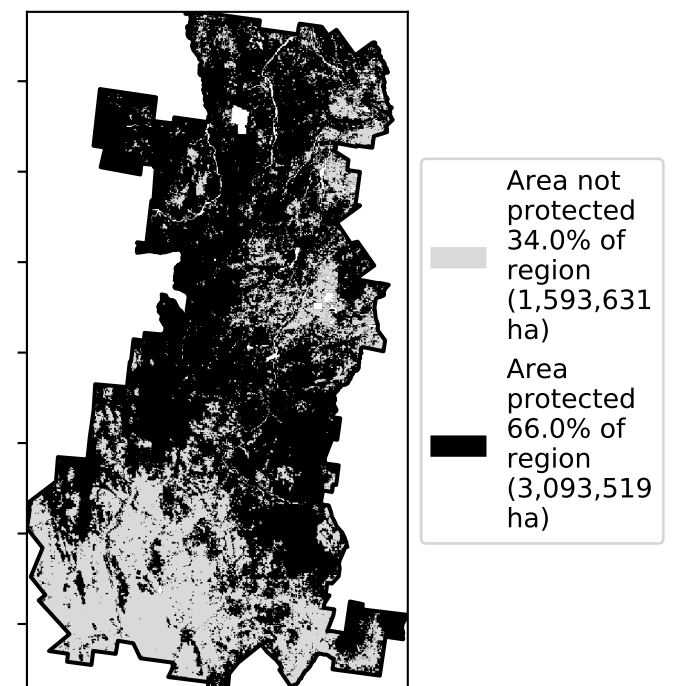 Area not
protected
34.0% of
region
(1,593,631
ha)
Area
protected
66.0% of
region
(3,093,519
ha)